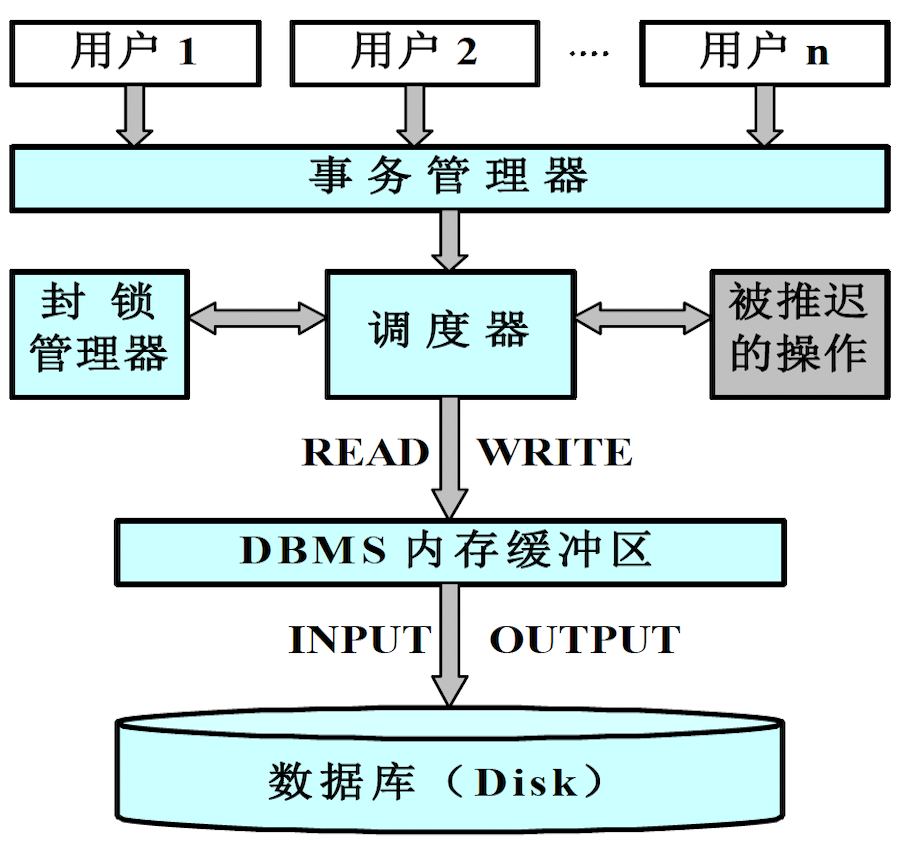 用户 1
用户 2
....
用户 n
事务管理器
封锁
管理器
调度器
被推迟
的操作
READ WRITE
DBMS 内存缓冲区
INPUT OUTPUT
数据库（Disk）